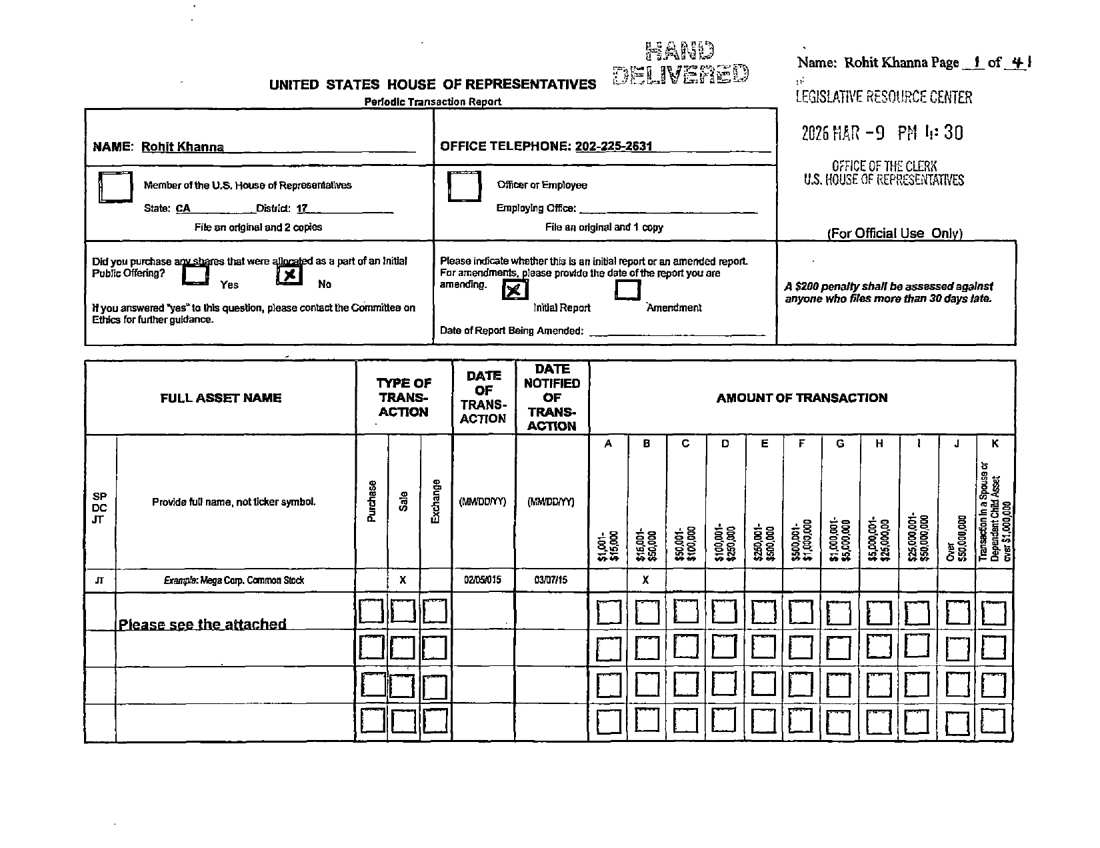 HAND
DELIVERED
Name: Rohit Khanna Page 1 of 41
UNITED STATES HOUSE OF REPRESENTATIVES
Periodic Transaction Report
LEGISLATIVE RESOURCE CENTER
2026 MAR -9 PM 4:30
OFFICE OF THE CLERK
U.S. HOUSE OF REPRESENTATIVES
(For Official Use Only)
NAME: Rohit Khanna
OFFICE TELEPHONE: 202-225-2631
Member of the U.S. House of Representatives
State: CA District: 17
File an original and 2 copies
Officer or Employee
Employing Office:
File an original and 1 copy
Did you purchase any shares that were allocated as a part of an Initial
Public Offering?
Yes
X No
If you answered "yes" to this question, please contact the Committee on
Ethics for further guidance.
Please indicate whether this is an initial report or an amended report.
For amendments, please provide the date of the report you are
amending.
X Initial Report
Amendment
Date of Report Being Amended:
A $200 penalty shall be assessed against
anyone who files more than 30 days late.
FULL ASSET NAME
TYPE OF
TRANS-
ACTION
DATE
OF
TRANS-
ACTION
DATE
NOTIFIED
OF
TRANS-
ACTION
AMOUNT OF TRANSACTION
A B C D E F G H I J K
SP
DC
JT
Provide full name, not ticker symbol.
Purchase
Sale
Exchange
(MM/DD/YY)
(MM/DD/YY)
$1,001-
$15,000
$15,001-
$50,000
$50,001-
$100,000
$100,001-
$250,000
$250,001-
$500,000
$500,001-
$1,000,000
$1,000,001-
$5,000,000
$5,000,001-
$25,000,00
$25,000,001-
$50,000,000
Over
$50,000,000
Transaction in a Spouse or
Dependent Child Asset
over $1,000,000
JT Example: Mega Corp. Common Stock X 02/05/015 03/07/15 X
Please see the attached